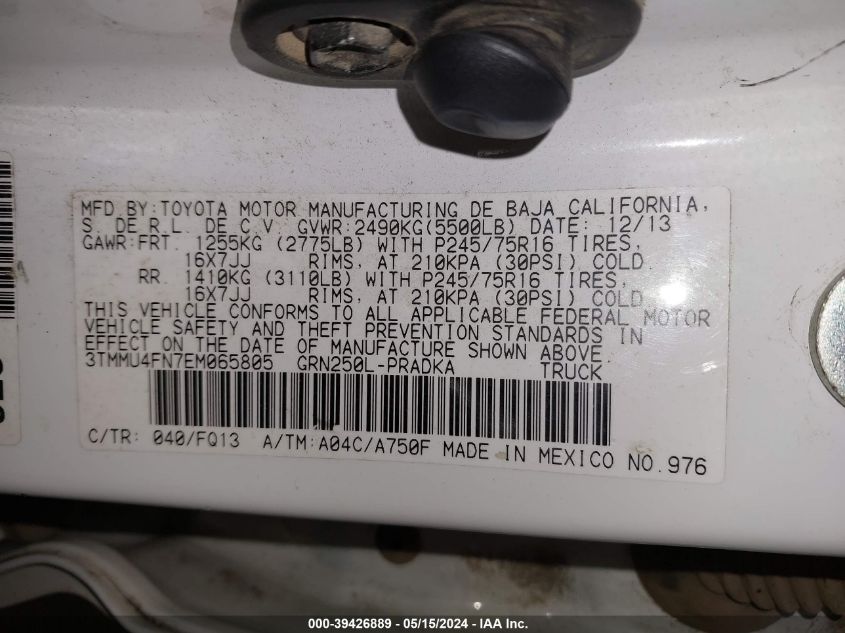 MFD BY:TOYOTA MOTOR MANUFACTURING DE BAJA CALIFORNIA,
S. DE R.L. DE C.V. GVWR:2490KG(5500LB) DATE: 12/13
GAWR:FRT. 1255KG (2775LB) WITH P245/75R16 TIRES,
16X7JJ RIMS, AT 210KPA (30PSI) COLD.
RR. 1410KG (3110LB) WITH P245/75R16 TIRES,
16X7JJ RIMS, AT 210KPA (30PSI) COLD.
THIS VEHICLE CONFORMS TO ALL APPLICABLE FEDERAL MOTOR
VEHICLE SAFETY AND THEFT PREVENTION STANDARDS IN
EFFECT ON THE DATE OF MANUFACTURE SHOWN ABOVE.
3TMMU4FN7EM065805 GRN250L-PRADKA TRUCK
C/TR: 040/FQ13 A/TM:A04C/A750F MADE IN MEXICO NO.976
000-39426889 - 05/15/2024 - IAA Inc.